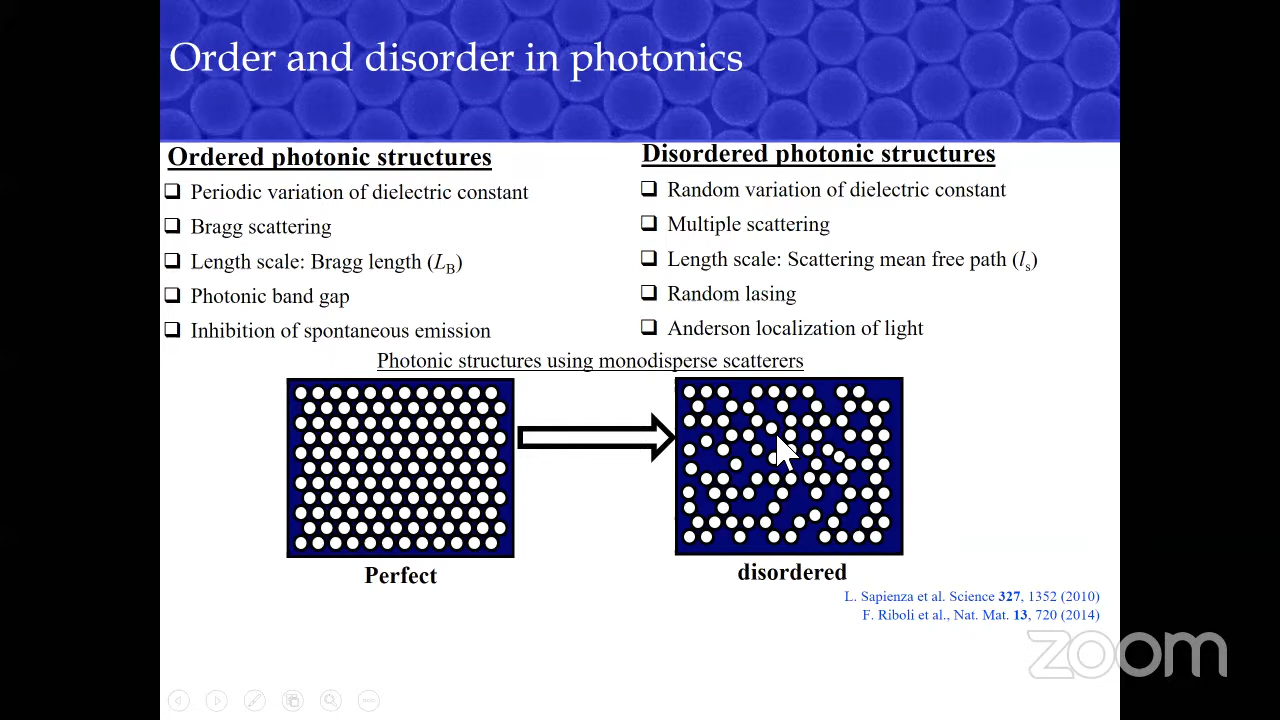 Order and disorder in photonics
Ordered photonic structures
❑ Periodic variation of dielectric constant
❑ Bragg scattering
❑ Length scale: Bragg length (LB)
❑ Photonic band gap
❑ Inhibition of spontaneous emission
Disordered photonic structures
❑ Random variation of dielectric constant
❑ Multiple scattering
❑ Length scale: Scattering mean free path (ls)
❑ Random lasing
❑ Anderson localization of light
Photonic structures using monodisperse scatterers
Perfect
disordered
L. Sapienza et al. Science 327, 1352 (2010)
F. Riboli et al., Nat. Mat. 13, 720 (2014)
zoom